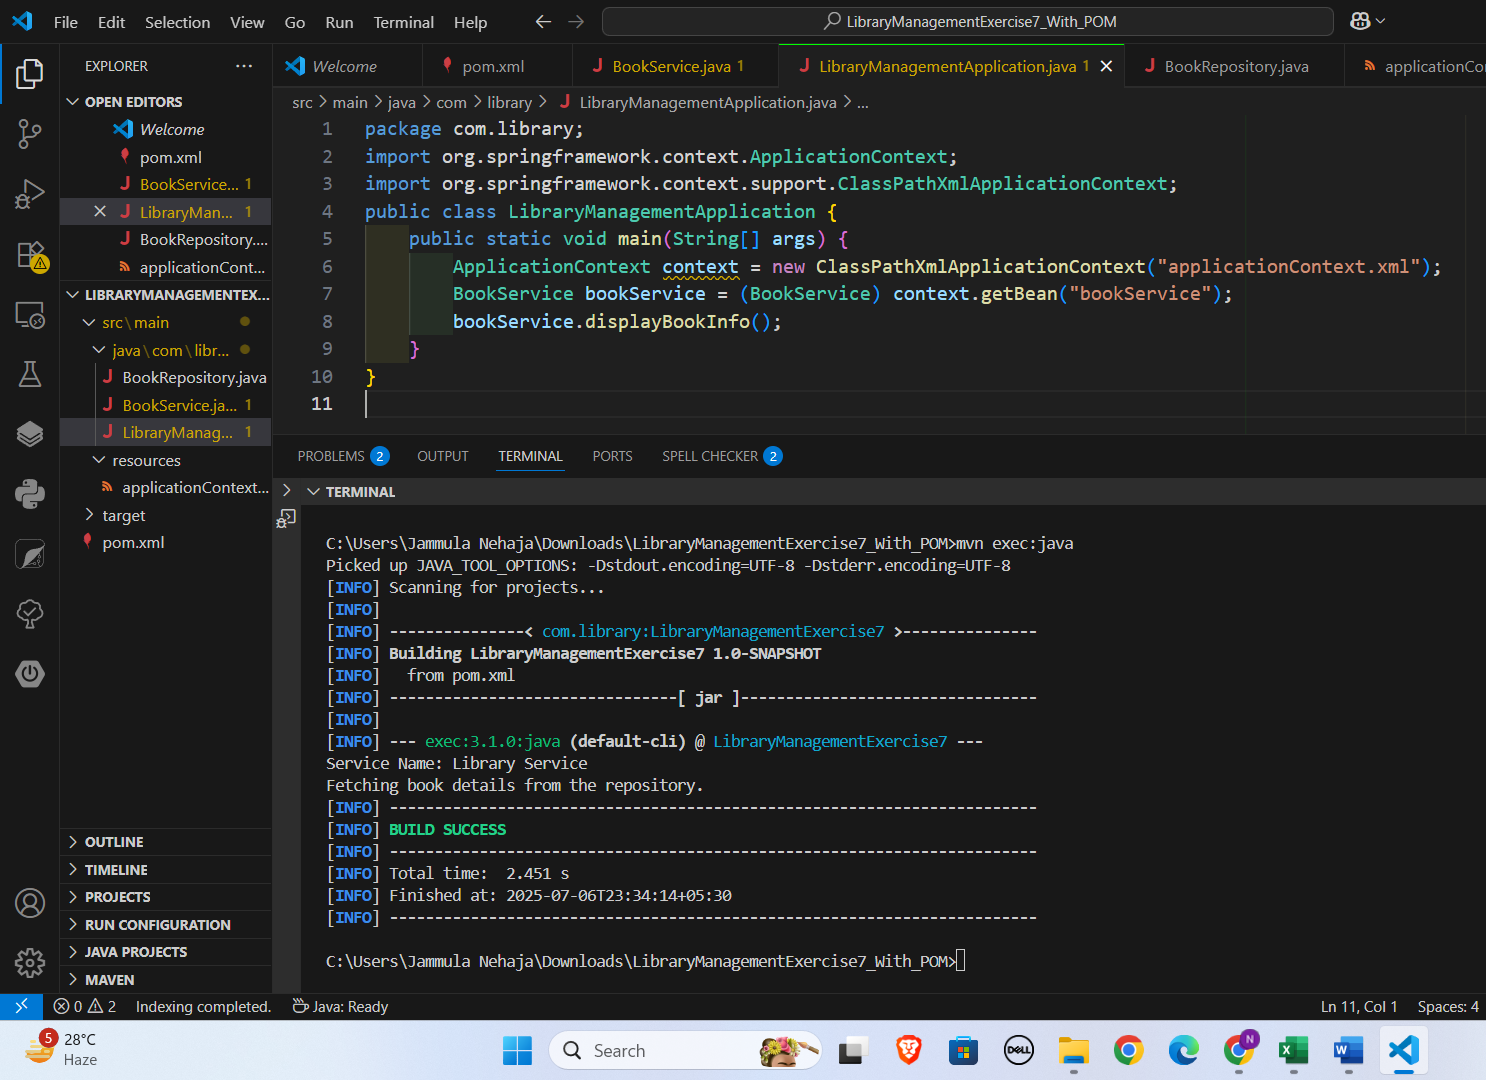 File Edit Selection View Go Run Terminal Help
LibraryManagementExercise7_With_POM
EXPLORER
Welcome
pom.xml
BookService.java 1
LibraryManagementApplication.java 1
BookRepository.java
applicationCo
OPEN EDITORS
Welcome
pom.xml
BookService... 1
LibraryMan... 1
BookRepository....
applicationCont...
LIBRARYMANAGEMENTEX...
src\main
java\com\libr...
BookRepository.java
BookService.ja... 1
LibraryManag... 1
resources
applicationContext...
target
pom.xml
OUTLINE
TIMELINE
PROJECTS
RUN CONFIGURATION
JAVA PROJECTS
MAVEN
src > main > java > com > library > LibraryManagementApplication.java > ...
1 package com.library;
2 import org.springframework.context.ApplicationContext;
3 import org.springframework.context.support.ClassPathXmlApplicationContext;
4 public class LibraryManagementApplication {
5 public static void main(String[] args) {
6 ApplicationContext context = new ClassPathXmlApplicationContext("applicationContext.xml");
7 BookService bookService = (BookService) context.getBean("bookService");
8 bookService.displayBookInfo();
9 }
10 }
11
PROBLEMS 2 OUTPUT TERMINAL PORTS SPELL CHECKER 2
TERMINAL
C:\Users\Jammula Nehaja\Downloads\LibraryManagementExercise7_With_POM>mvn exec:java
Picked up JAVA_TOOL_OPTIONS: -Dstdout.encoding=UTF-8 -Dstderr.encoding=UTF-8
[INFO] Scanning for projects...
[INFO]
[INFO] ---------------< com.library:LibraryManagementExercise7 >---------------
[INFO] Building LibraryManagementExercise7 1.0-SNAPSHOT
[INFO]   from pom.xml
[INFO] --------------------------------[ jar ]---------------------------------
[INFO]
[INFO] --- exec:3.1.0:java (default-cli) @ LibraryManagementExercise7 ---
Service Name: Library Service
Fetching book details from the repository.
[INFO] ------------------------------------------------------------------------
[INFO] BUILD SUCCESS
[INFO] ------------------------------------------------------------------------
[INFO] Total time:  2.451 s
[INFO] Finished at: 2025-07-06T23:34:14+05:30
[INFO] ------------------------------------------------------------------------
C:\Users\Jammula Nehaja\Downloads\LibraryManagementExercise7_With_POM>
0 2 Indexing completed. Java: Ready
Ln 11, Col 1 Spaces: 4
5
28°C
Haze
Search
DELL
N
X
W